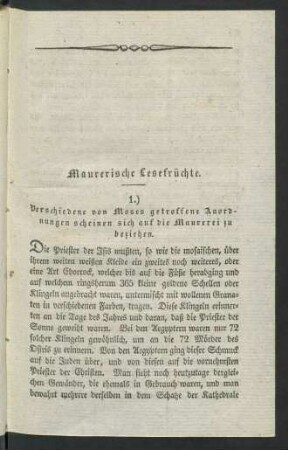 Maurerische Lesefrüchte.
1.)
Verschiedene von Moses getroffene Anord-
nungen scheinen sich auf die Maurerei zu
beziehen.
Die Priester der Isis mußten, so wie die mosaischen, über
ihrem weiten weißen Kleide ein zweites noch weiteres, oder
eine Art Chorrock, welcher bis auf die Füße herabging und
auf welchem ringsherum 365 kleine goldene Schellen oder
Klingeln angebracht waren, untermischt mit wollenen Grana-
ten in verschiedenen Farben, tragen. Diese Klingeln erinner-
ten an die Tage des Jahres und daran, daß die Priester der
Sonne geweiht waren. Bei den Aegyptern waren nur 72
solcher Klingeln gewöhnlich, um an die 72 Mörder des
Osiris zu erinnern. Von den Aegyptern ging dieser Schmuck
auf die Juden über, und von diesen auf die vornehmsten
Priester der Christen. Man sieht noch heutzutage derglei-
chen Gewänder, die ehemals in Gebrauch waren, und man
bewahrt mehrere derselben in dem Schatze der Kathedrale